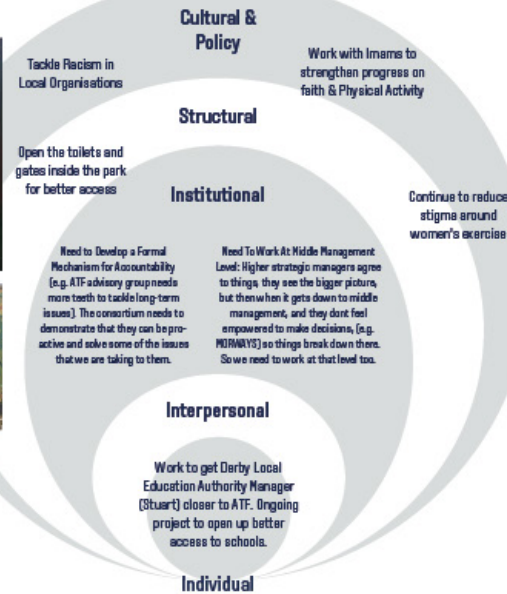 Cultural &
Policy
Tackle Racism in
Local Organisations
Work with Imams to
strengthen progress on
faith & Physical Activity
Structural
Open the toilets and
gates inside the park
for better access
Continue to reduce
stigma around
women's exercise
Institutional
Need to Develop a Formal
Mechanism for Accountability
(e.g. ATF advisory group needs
more teeth to tackle long-term
issues). The consortium needs to
demonstrate that they can be pro-
active and solve some of the issues
that we are taking to them.
Need To Work At Middle Management
Level: Higher strategic managers agree
to things, they see the bigger picture,
but then when it gets down to middle
management, and they dont feel
empowered to make decisions, (e.g.
MORWAYS) so things break down there.
So we need to work at that level too.
Interpersonal
Work to get Derby Local
Education Authority Manager
(Stuart) closer to ATF. Ongoing
project to open up better
access to schools.
Individual